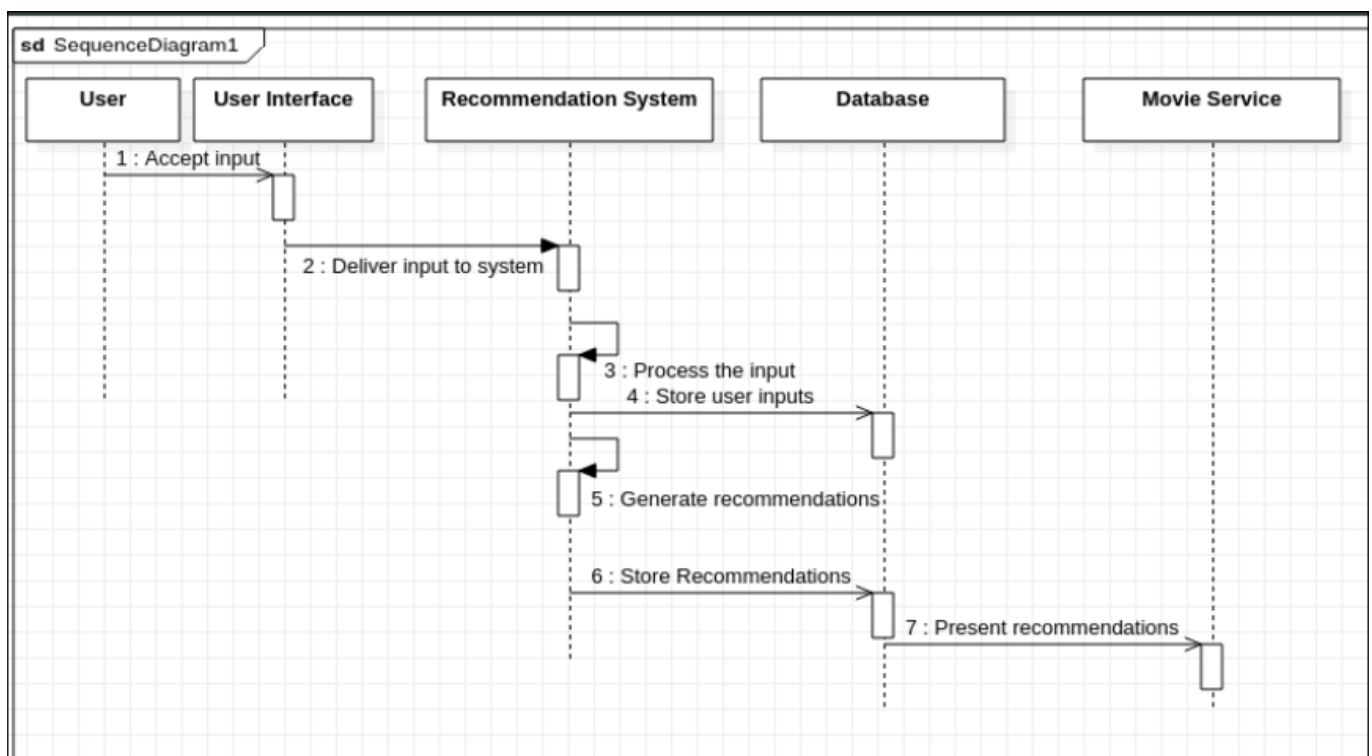 sd SequenceDiagram1
User
User Interface
Recommendation System
Database
Movie Service
1 : Accept input
2 : Deliver input to system
3 : Process the input
4 : Store user inputs
5 : Generate recommendations
6 : Store Recommendations
7 : Present recommendations